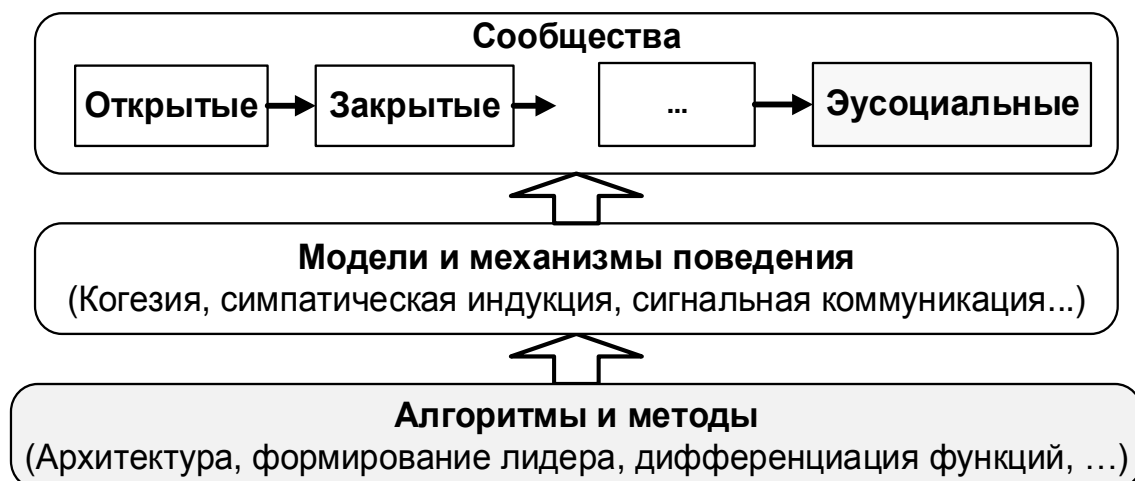 Сообщества
Открытые Закрытые ... Эусоциальные
Модели и механизмы поведения
(Когезия, симпатическая индукция, сигнальная коммуникация...)
Алгоритмы и методы
(Архитектура, формирование лидера, дифференциация функций, ...)